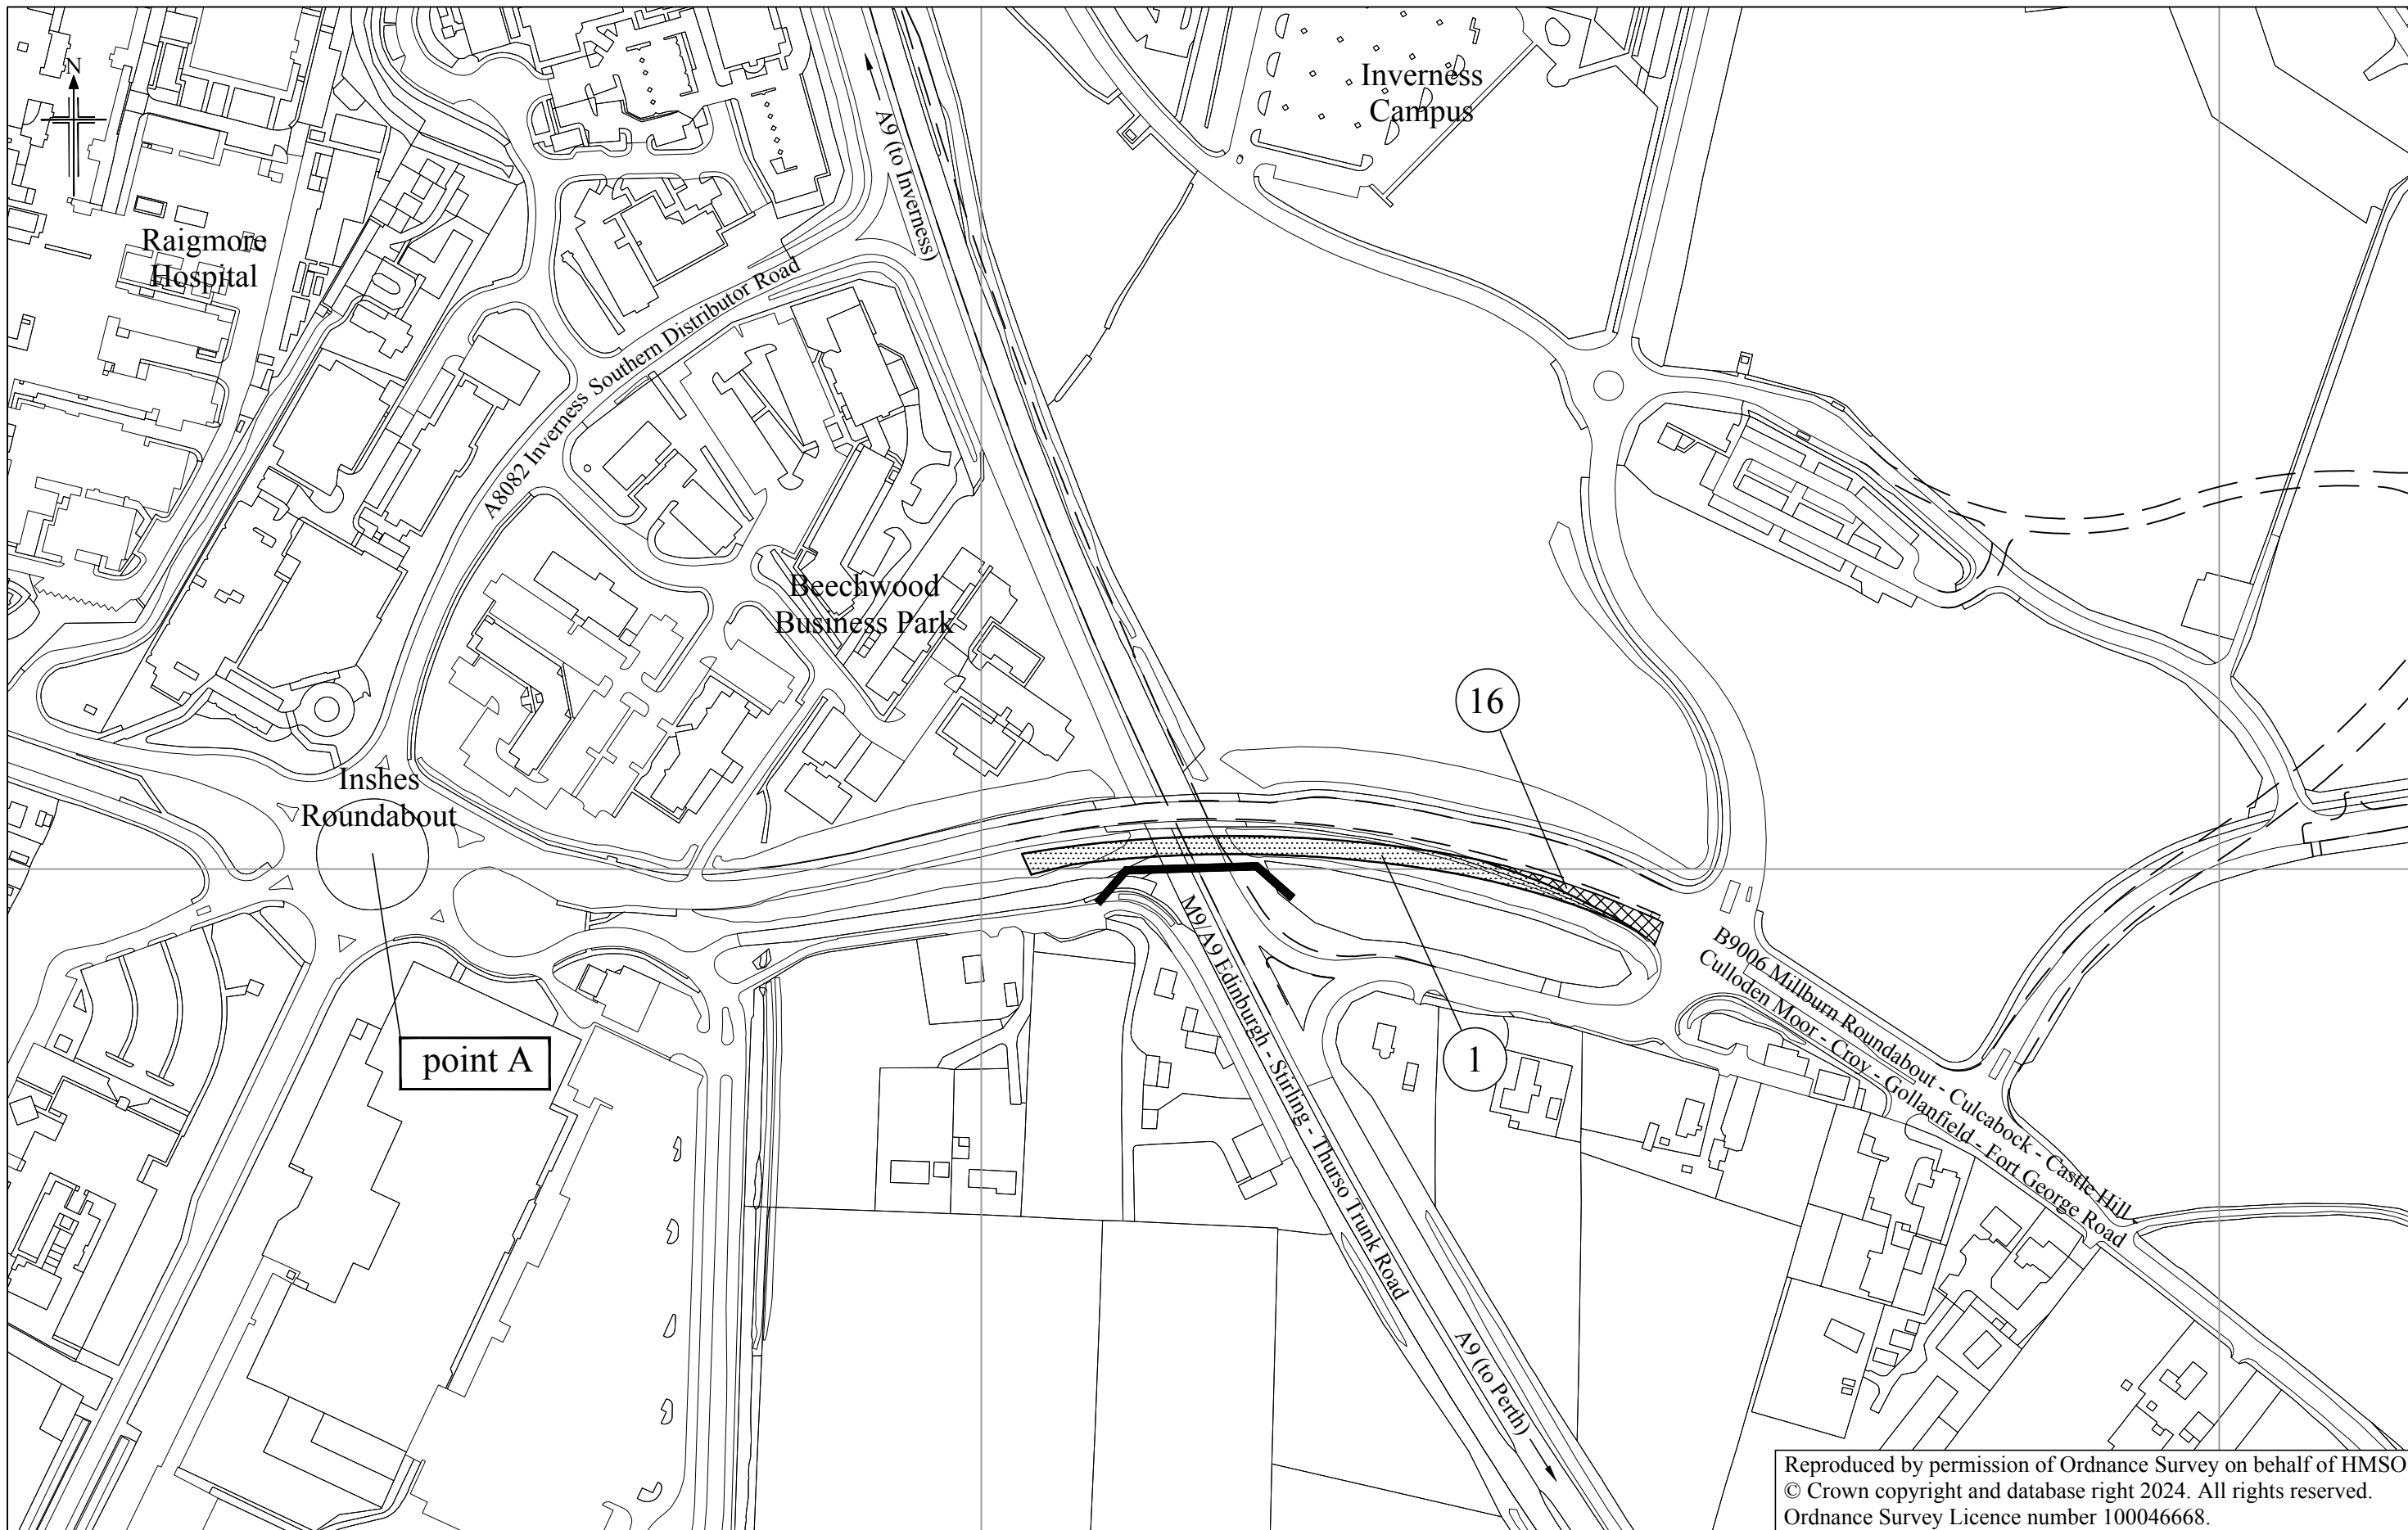 N
Inverness
Campus
A9 (to Inverness)
Raigmore
Hospital
A8082 Inverness Southern Distributor Road
Beechwood
Business Park
16
Inshes
Roundabout
M9/A9 Edinburgh - Stirling - Thurso Trunk Road
B9006 Millburn Roundabout - Culcabock - Castle Hill -
Culloden Moor - Croy - Gollanfield - Fort George Road
point A
1
A9 (to Perth)
Reproduced by permission of Ordnance Survey on behalf of HMSO
© Crown copyright and database right 2024. All rights reserved.
Ordnance Survey Licence number 100046668.